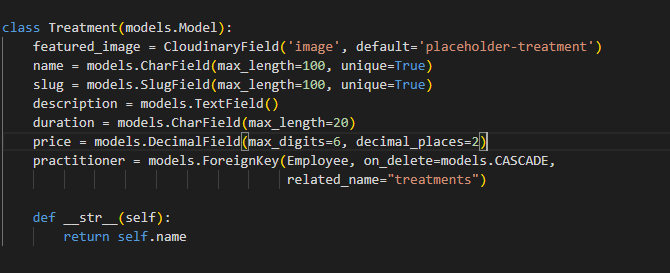 class Treatment(models.Model):
    featured_image = CloudinaryField('image', default='placeholder-treatment')
    name = models.CharField(max_length=100, unique=True)
    slug = models.SlugField(max_length=100, unique=True)
    description = models.TextField()
    duration = models.CharField(max_length=20)
    price = models.DecimalField(max_digits=6, decimal_places=2)
    practitioner = models.ForeignKey(Employee, on_delete=models.CASCADE,
                                     related_name="treatments")
    def __str__(self):
        return self.name